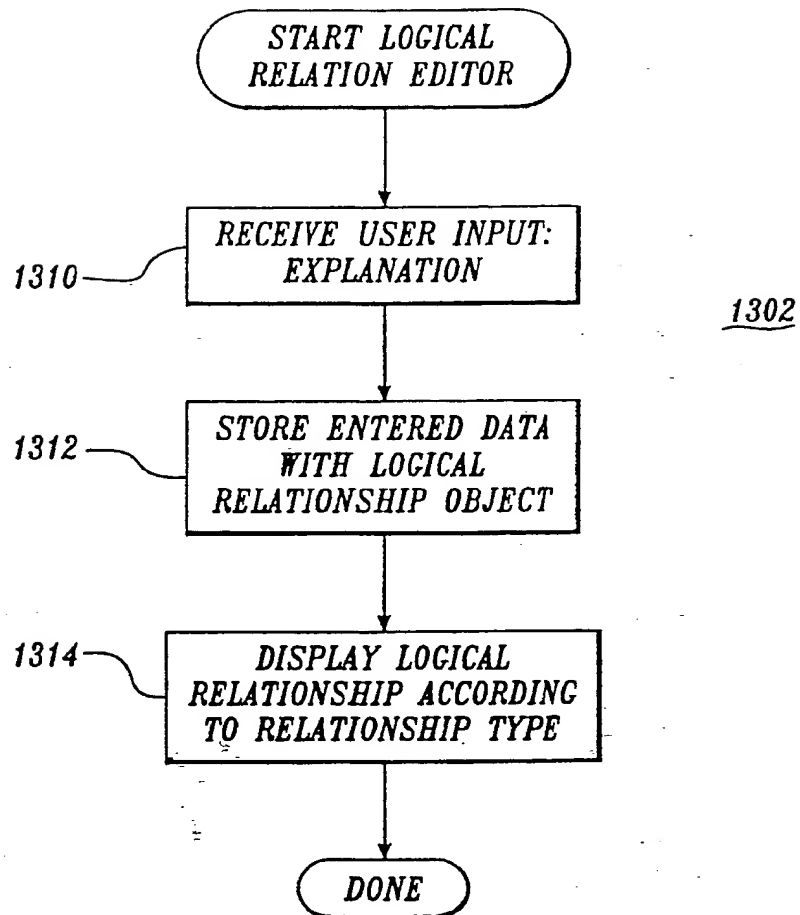 START LOGICAL
RELATION EDITOR
RECEIVE USER INPUT:
EXPLANATION
1310
1302
STORE ENTERED DATA
WITH LOGICAL
RELATIONSHIP OBJECT
1312
DISPLAY LOGICAL
RELATIONSHIP ACCORDING
TO RELATIONSHIP TYPE
1314
DONE